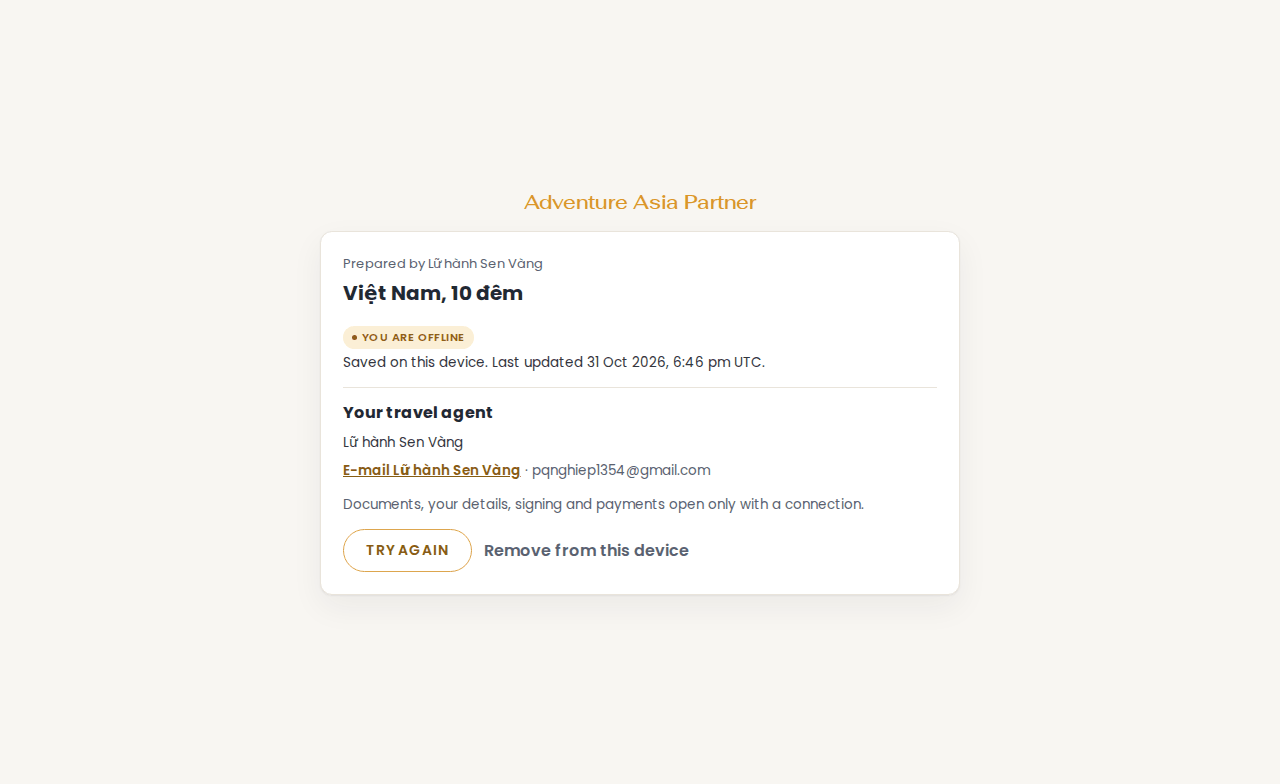 Adventure Asia Partner
Prepared by Lữ hành Sen Vàng
Việt Nam, 10 đêm
YOU ARE OFFLINE
Saved on this device. Last updated 31 Oct 2026, 6:46 pm UTC.
Your travel agent
Lữ hành Sen Vàng
E-mail Lữ hành Sen Vàng · pqnghiep1354@gmail.com
Documents, your details, signing and payments open only with a connection.
TRY AGAIN Remove from this device